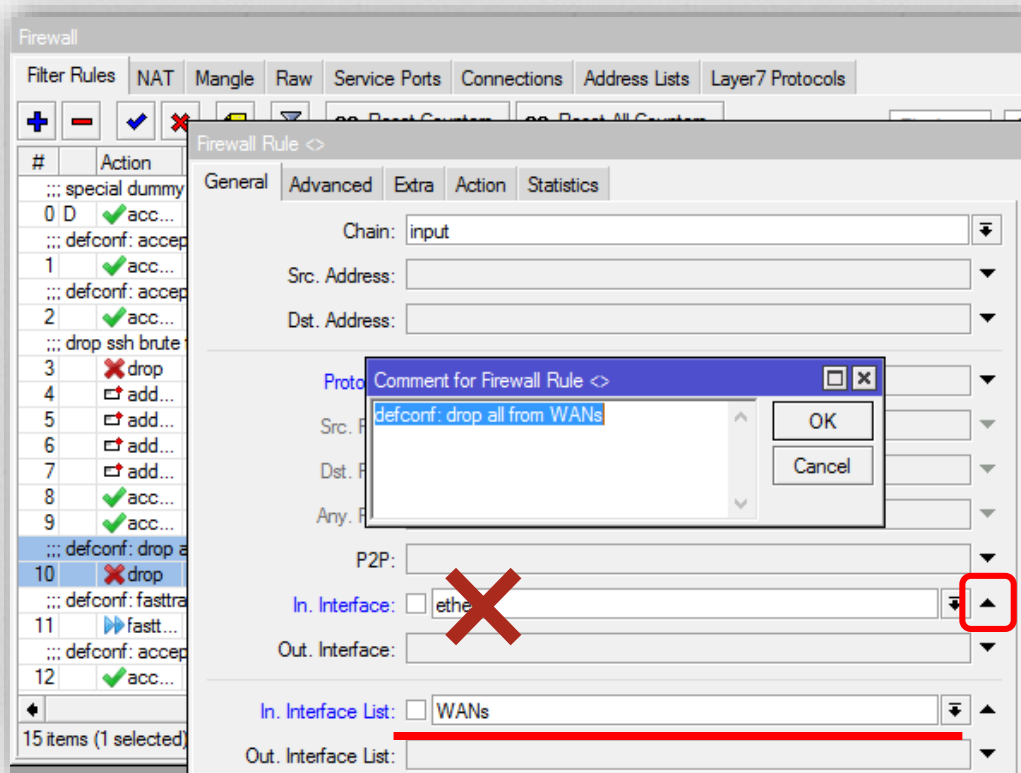 Firewall
Filter Rules NAT Mangle Raw Service Ports Connections Address Lists Layer7 Protocols
Firewall Rule <>
# Action
General Advanced Extra Action Statistics
;;; special dummy
0 D acc...
;;; defconf: accep
1 acc...
;;; defconf: accep
2 acc...
;;; drop ssh brute
3 drop
4 add...
5 add...
6 add...
7 add...
8 acc...
9 acc...
;;; defconf: drop a
10 drop
;;; defconf: fasttra
11 fastt...
;;; defconf: accep
12 acc...
15 items (1 selected)
Chain: input
Src. Address:
Dst. Address:
Proto
Src.
Dst.
Any.
Comment for Firewall Rule <>
defconf: drop all from WANs
OK
Cancel
P2P:
In. Interface: ethe
Out. Interface:
In. Interface List: WANs
Out. Interface List: